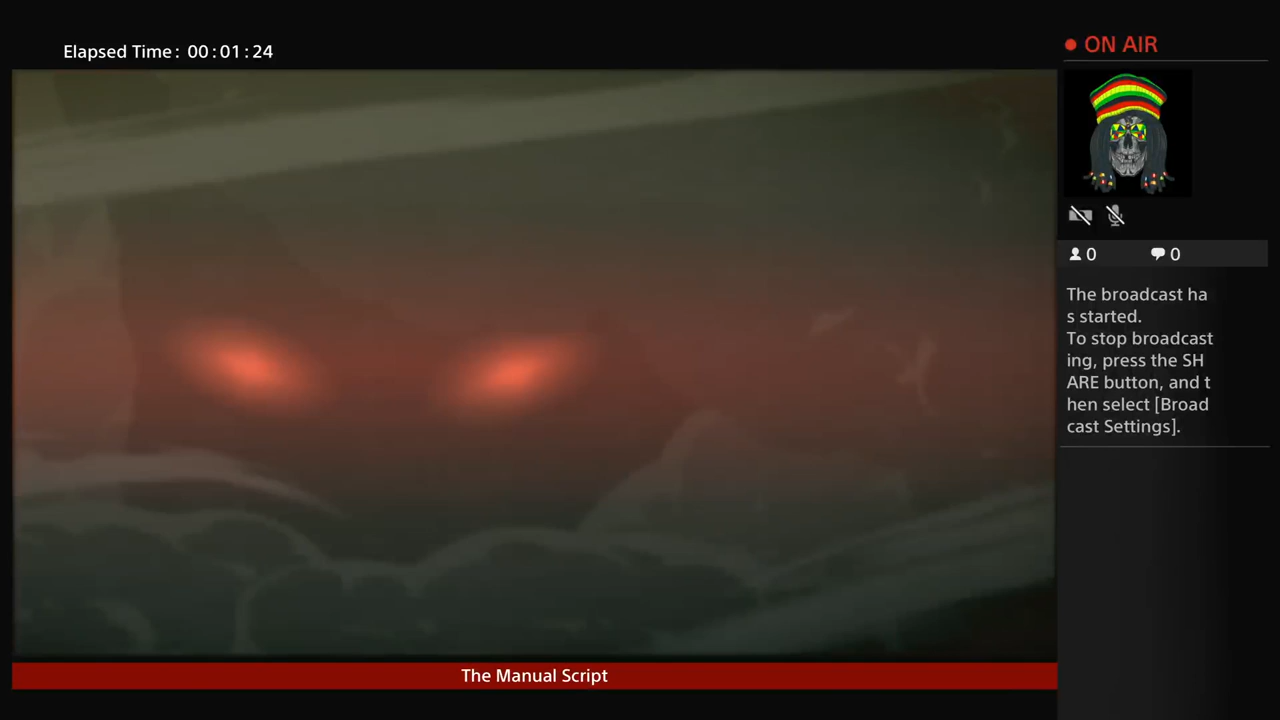 Elapsed Time: 00:01:24
ON AIR
0
0
The broadcast ha
s started.
To stop broadcast
ing, press the SH
ARE button, and t
hen select [Broad
cast Settings].
The Manual Script